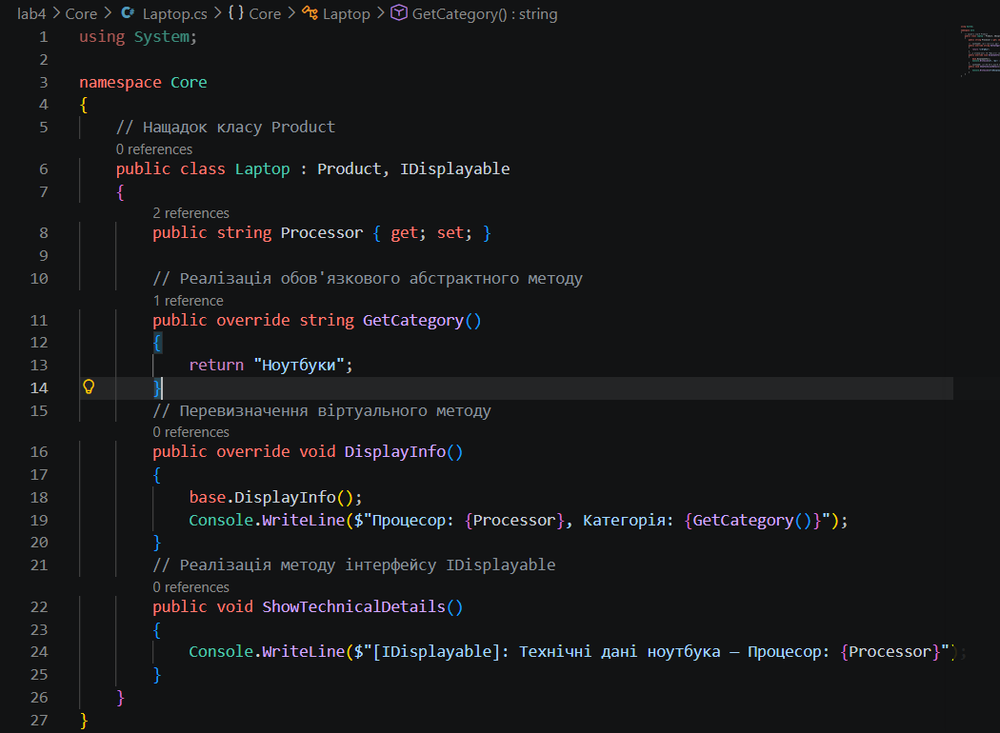 lab4 > Core > Laptop.cs > { } Core > Laptop > GetCategory() : string
1 using System;
2
3 namespace Core
4 {
5 // Нащадок класу Product
0 references
6 public class Laptop : Product, IDisplayable
7 {
2 references
8 public string Processor { get; set; }
9
10 // Реалізація обов'язкового абстрактного методу
1 reference
11 public override string GetCategory()
12 {
13 return "Ноутбуки";
14 }
15 // Перевизначення віртуального методу
0 references
16 public override void DisplayInfo()
17 {
18 base.DisplayInfo();
19 Console.WriteLine($"Процесор: {Processor}, Категорія: {GetCategory()}");
20 }
21 // Реалізація методу інтерфейсу IDisplayable
0 references
22 public void ShowTechnicalDetails()
23 {
24 Console.WriteLine($"[IDisplayable]: Технічні дані ноутбука — Процесор: {Processor}");
25 }
26 }
27 }